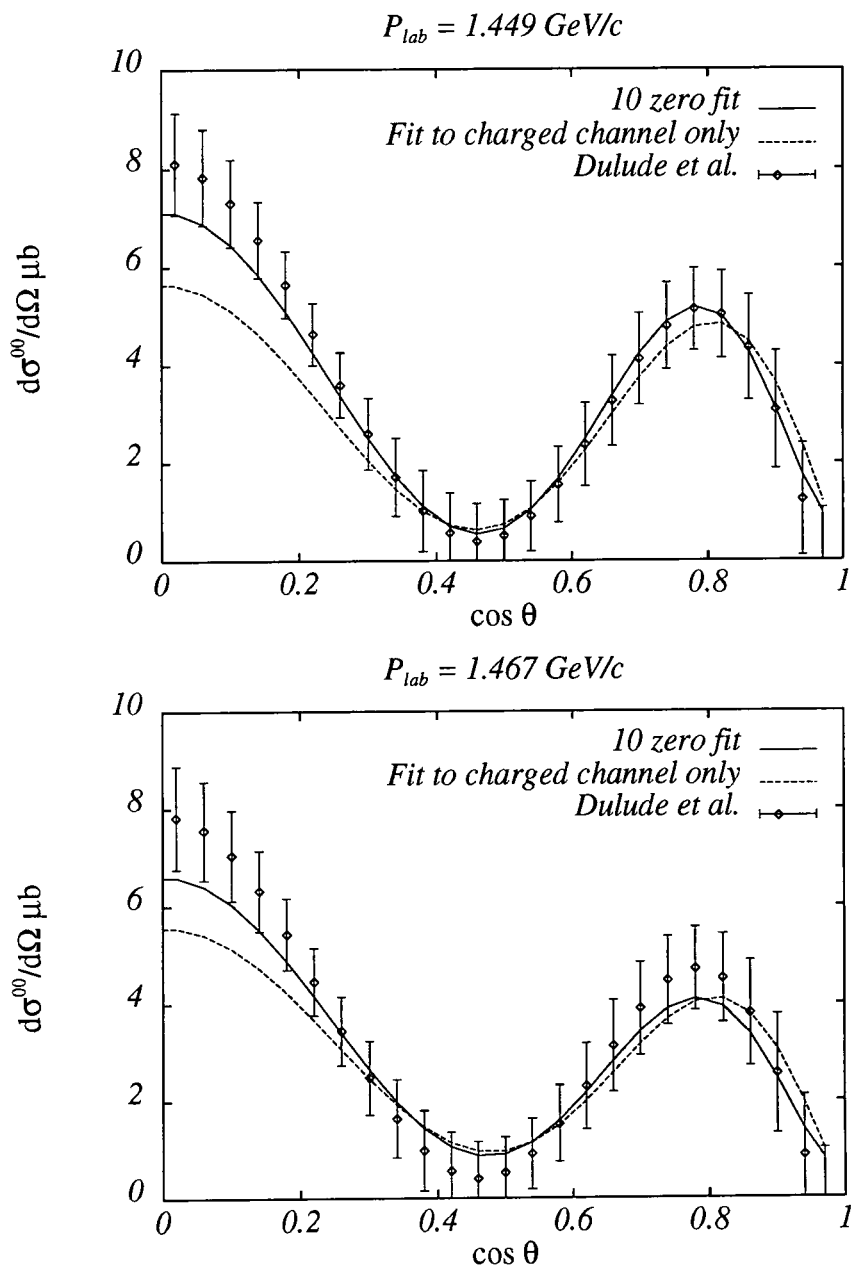 P_lab = 1.449 GeV/c
10
8
6
4
2
0
dσ^00/dΩ μb
10 zero fit
Fit to charged channel only
Dulude et al.
0 0.2 0.4 0.6 0.8 1
cos θ
P_lab = 1.467 GeV/c
10
8
6
4
2
0
dσ^00/dΩ μb
10 zero fit
Fit to charged channel only
Dulude et al.
0 0.2 0.4 0.6 0.8 1
cos θ